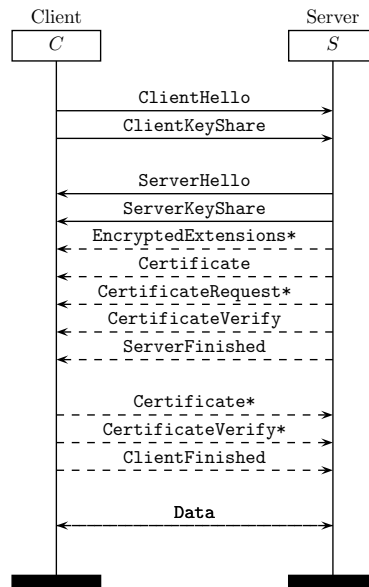 Client Server
C S
ClientHello
ClientKeyShare
ServerHello
ServerKeyShare
EncryptedExtensions*
Certificate
CertificateRequest*
CertificateVerify
ServerFinished
Certificate*
CertificateVerify*
ClientFinished
Data